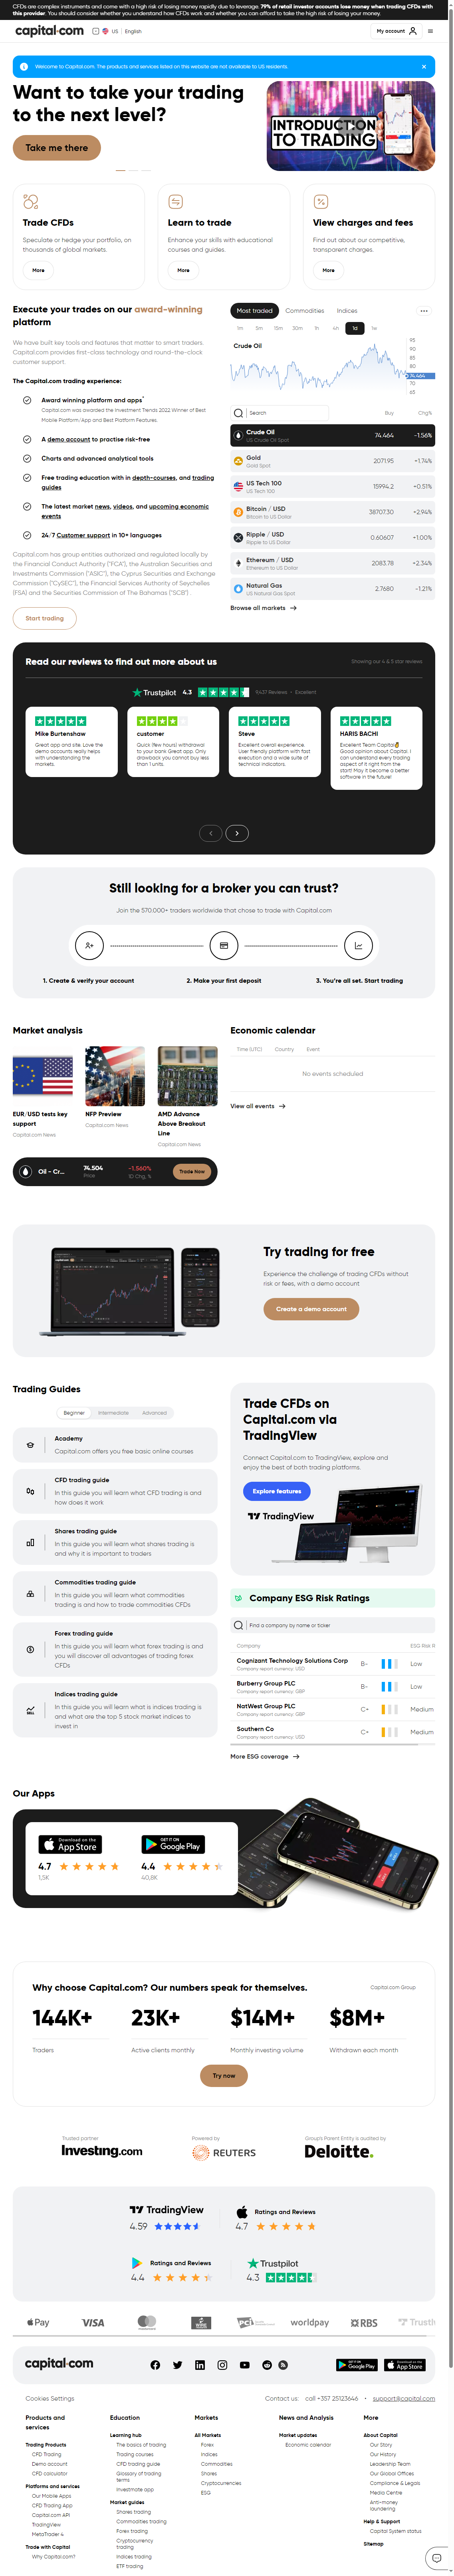 CFDs are complex instruments and come with a high risk of losing money rapidly due to leverage. 79% of retail investor accounts lose money when trading CFDs with
this provider. You should consider whether you understand how CFDs work and whether you can afford to take the high risk of losing your money.
capital.com
US English
My account
Welcome to Capital.com. The products and services listed on this website are not available to US residents.
Want to take your trading
to the next level?
Take me there
INTRODUCTION
TO TRADING
Trade CFDs
Speculate or hedge your portfolio, on
thousands of global markets.
More
Learn to trade
Enhance your skills with educational
courses and guides.
More
View charges and fees
Find out about our competitive,
transparent charges.
More
Execute your trades on our award-winning
platform
We have built key tools and features that matter to smart traders.
Capital.com provides first-class technology and round-the-clock
customer support.
The Capital.com trading experience:
Award winning platform and apps*
Capital.com was awarded the Investment Trends 2022 Winner of Best
Mobile Platform/App and Best Platform Features.
A demo account to practise risk-free
Charts and advanced analytical tools
Free trading education with in depth-courses, and trading
guides
The latest market news, videos, and upcoming economic
events
24/7 Customer support in 10+ languages
Capital.com has group entities authorized and regulated locally by
the Financial Conduct Authority ("FCA"), the Australian Securities and
Investments Commission ("ASIC"), the Cyprus Securities and Exchange
Commission ("CySEC"), the Financial Services Authority of Seychelles
(FSA) and the Securities Commission of The Bahamas ("SCB").
Start trading
Most traded
Commodities
Indices
1m 5m 15m 30m 1h 4h 1d 1w
Crude Oil
95
90
85
80
74.464
70
65
Search
Buy Chg%
Crude Oil 74.464 -1.56%
US Crude Oil Spot
Gold 2071.95 +1.74%
Gold Spot
US Tech 100 15994.2 +0.51%
US Tech 100
Bitcoin / USD 38707.30 +2.94%
Bitcoin to US Dollar
Ripple / USD 0.60607 +1.00%
Ripple to US Dollar
Ethereum / USD 2083.78 +2.34%
Ethereum to US Dollar
Natural Gas 2.7680 -1.21%
US Natural Gas Spot
Browse all markets
Read our reviews to find out more about us
Showing our 4 & 5 star reviews
Trustpilot 4.3 9,437 Reviews • Excellent
Mike Burtenshaw
Great app and site. Love the
demo accounts really helps
with understanding the
markets.
customer
Quick (few hours) withdrawal
options. Great app. Only
drawback you cannot buy less
than 1 units.
Steve
Excellent overall experience.
User friendly platform with fast
execution and a wide suite of
technical indicators.
HARIS BACHI
Excellent Team Capital
Good opinion about Capital. I
can understand every trading
aspect of it right from the
start May it become a better
software of in the future!
Still looking for a broker you can trust?
Join the 570.000+ traders worldwide that chose to trade with Capital.com
1. Create & verify your account
2. Make your first deposit
3. You're all set. Start trading
Market analysis
EUR/USD tests key
support
Capital.com News
NFP Preview
Capital.com News
AMD Advance
Above Breakout
Line
Capital.com News
Oil - Cr...
74.504
Price
-1.560%
1D Chg, %
Trade Now
Economic calendar
Time (UTC) Country Event
No events scheduled
View all events
Try trading for free
Experience the challenge of trading CFDs without
risk or fees, with a demo account
Create a demo account
Trading Guides
Beginner Intermediate Advanced
Academy
Capital.com offers you free basic online courses
CFD trading guide
In this guide you will learn what CFD trading is and
how does it work
Shares trading guide
In this guide you will learn what shares trading is
and why it is important to traders
Commodities trading guide
In this guide you will learn what commodities
trading is and how to trade commodities CFDs
Forex trading guide
In this guide you will learn what forex trading is and
you will discover all advantages of trading forex
CFDs
Indices trading guide
In this guide you will learn what is indices trading is
and what are the top 5 stock market indices to
invest in
Trade CFDs on
Capital.com via
TradingView
Connect Capital.com to TradingView, explore and
enjoy the best of both trading platforms.
Explore features
TradingView
Company ESG Risk Ratings
Find a company by name or ticker
Company ESG Risk R
Cognizant Technology Solutions Corp B- Low
Company report currency: USD
Burberry Group PLC B- Low
Company report currency: GBP
NatWest Group PLC C+ Medium
Company report currency: GBP
Southern Co C+ Medium
Company report currency: USD
More ESG coverage
Our Apps
Download on the
App Store
4.7
1,5K
GET IT ON
Google Play
4.4
40,8K
Why choose Capital.com? Our numbers speak for themselves.
Capital.com Group
144K+
Traders
23K+
Active clients monthly
$14M+
Monthly investing volume
$8M+
Withdrawn each month
Try now
Trusted partner
Investing.com
Powered by
REUTERS
Group's Parent Entity is audited by
Deloitte.
TradingView
4.59
Ratings and Reviews
4.7
Ratings and Reviews
4.4
Trustpilot
4.3
Pay
VISA
mastercard
PCI
worldpay
RBS
Trustly
capital.com
GET IT ON
Google Play
Download on the
App Store
Cookies Settings
Contact us: call +357 25123646 • support@capital.com
Products and
services
Trading Products
CFD Trading
Demo account
CFD calculator
Platforms and services
Our Mobile Apps
CFD Trading App
Capital.com API
TradingView
MetaTrader 4
Trade with Capital
Why Capital.com?
Education
Learning hub
The basics of trading
Trading courses
CFD trading guide
Glossary of trading
terms
Investmate app
Market guides
Shares trading
Commodities trading
Forex trading
Cryptocurrency
trading
Indices trading
ETF trading
Markets
All Markets
Forex
Indices
Commodities
Shares
Cryptocurrencies
ESG
News and Analysis
Market updates
Economic calendar
More
About Capital
Our Story
Our History
Leadership Team
Our Global Offices
Compliance & Legals
Media Centre
Anti-money
laundering
Help & Support
Capital System status
Sitemap